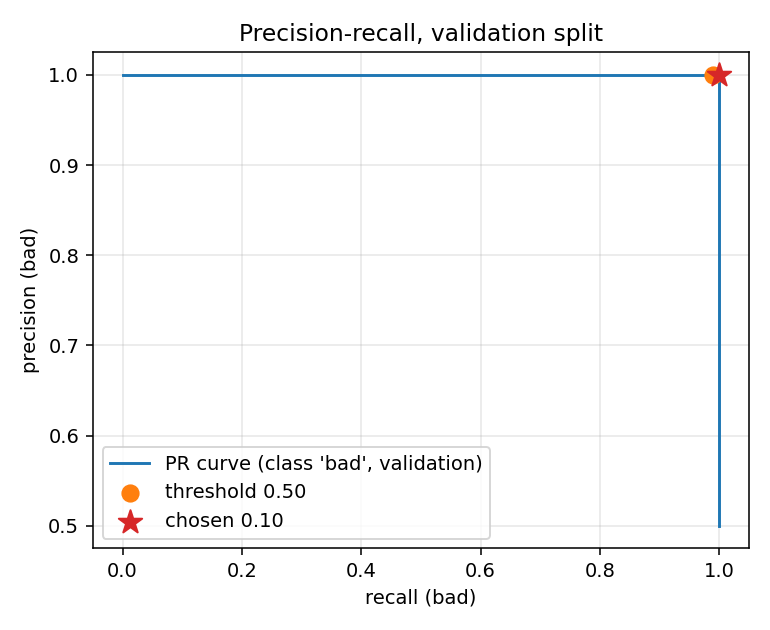 Precision-recall, validation split
1.0
0.9
0.8
0.7
0.6
0.5
precision (bad)
PR curve (class 'bad', validation)
threshold 0.50
chosen 0.10
0.0 0.2 0.4 0.6 0.8 1.0
recall (bad)